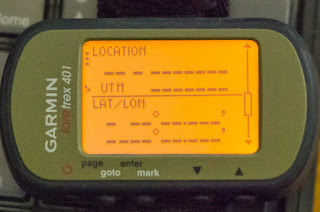 GARMIN
foretrex 401
LOCATION
-- --- -------
UTM
LAT/LON
- --°--.---'
- ---°--.---'
page enter
goto mark